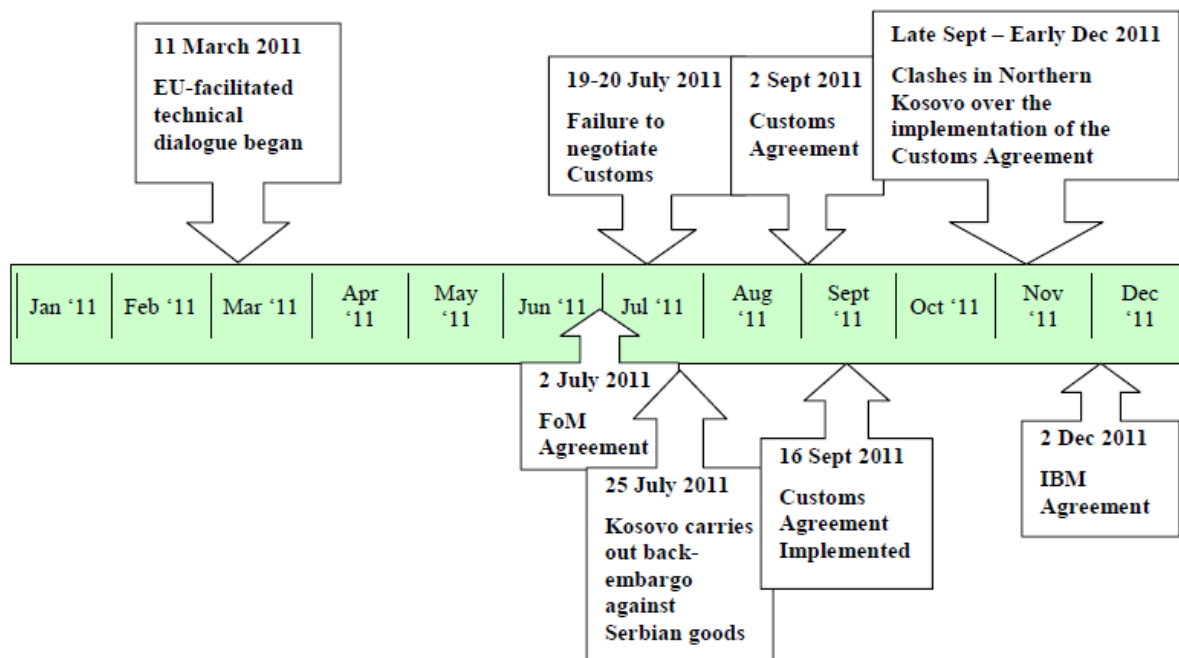 11 March 2011
EU-facilitated
technical
dialogue began
19-20 July 2011
Failure to
negotiate
Customs
2 Sept 2011
Customs
Agreement
Late Sept – Early Dec 2011
Clashes in Northern
Kosovo over the
implementation of the
Customs Agreement
Jan ‘11
Feb ‘11
Mar ‘11
Apr
‘11
May
‘11
Jun ‘11
Jul ‘11
Aug
‘11
Sept
‘11
Oct ‘11
Nov
‘11
Dec
‘11
2 July 2011
FoM
Agreement
25 July 2011
Kosovo carries
out back-
embargo
against
Serbian goods
16 Sept 2011
Customs
Agreement
Implemented
2 Dec 2011
IBM
Agreement